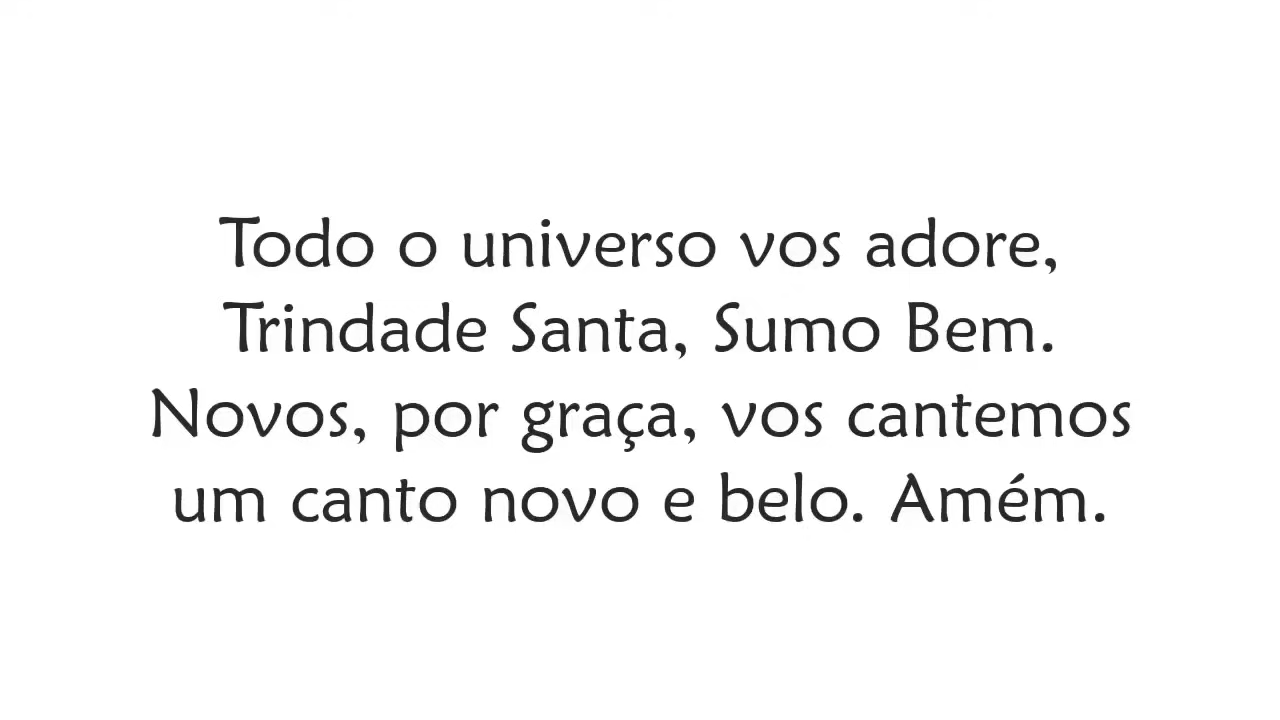 Todo o universo vos adore,
Trindade Santa, Sumo Bem.
Novos, por graça, vos cantemos
um canto novo e belo. Amém.